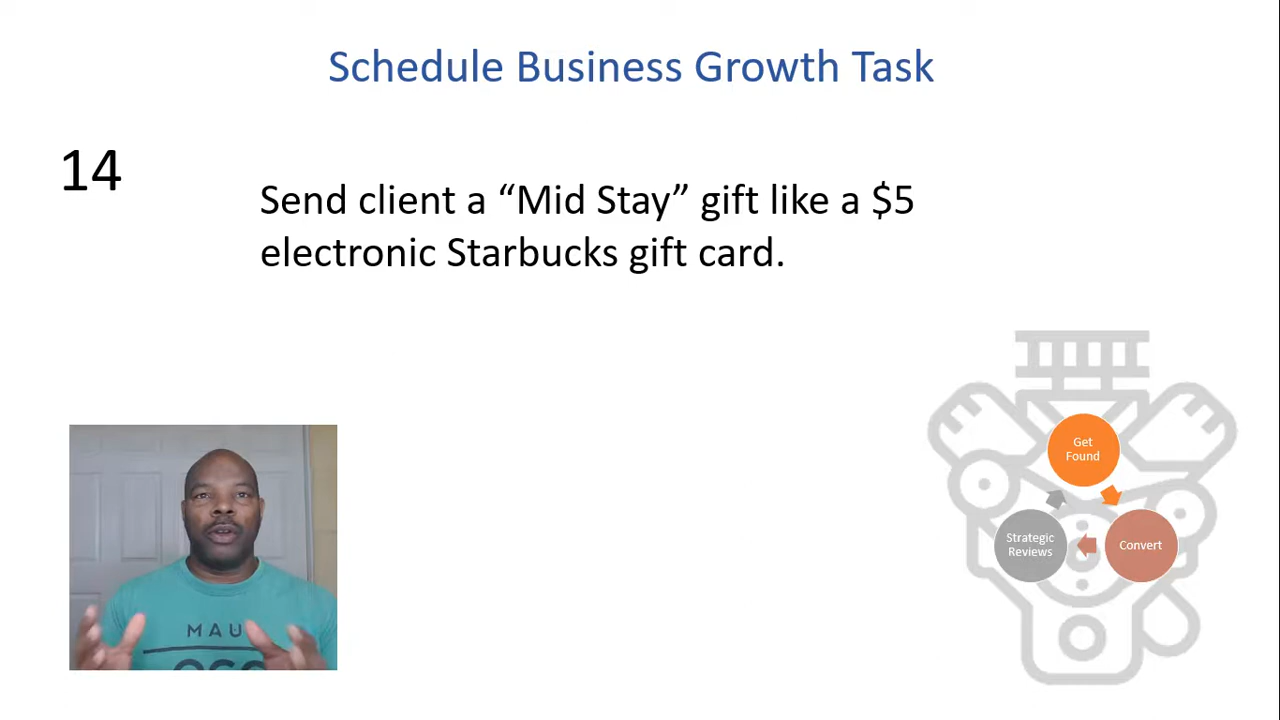 Schedule Business Growth Task
14
Send client a “Mid Stay” gift like a $5
electronic Starbucks gift card.
Get
Found
Strategic
Reviews
Convert
MAU